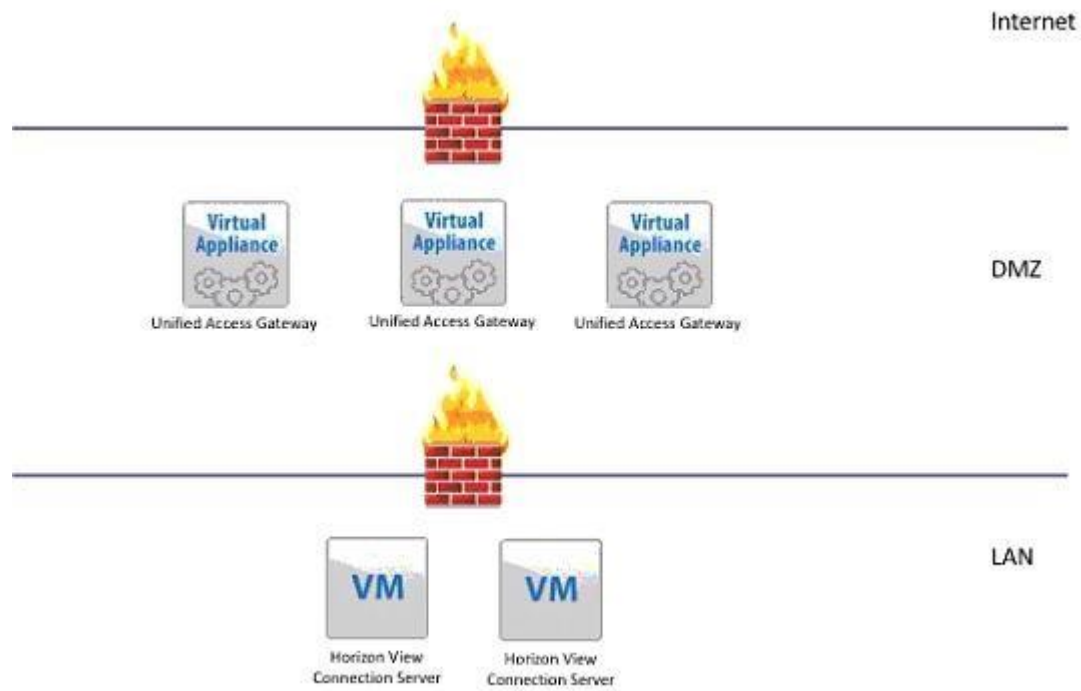 Internet
Virtual
Appliance
Unified Access Gateway
Virtual
Appliance
Unified Access Gateway
Virtual
Appliance
Unified Access Gateway
DMZ
VM
Horizon View
Connection Server
VM
Horizon View
Connection Server
LAN